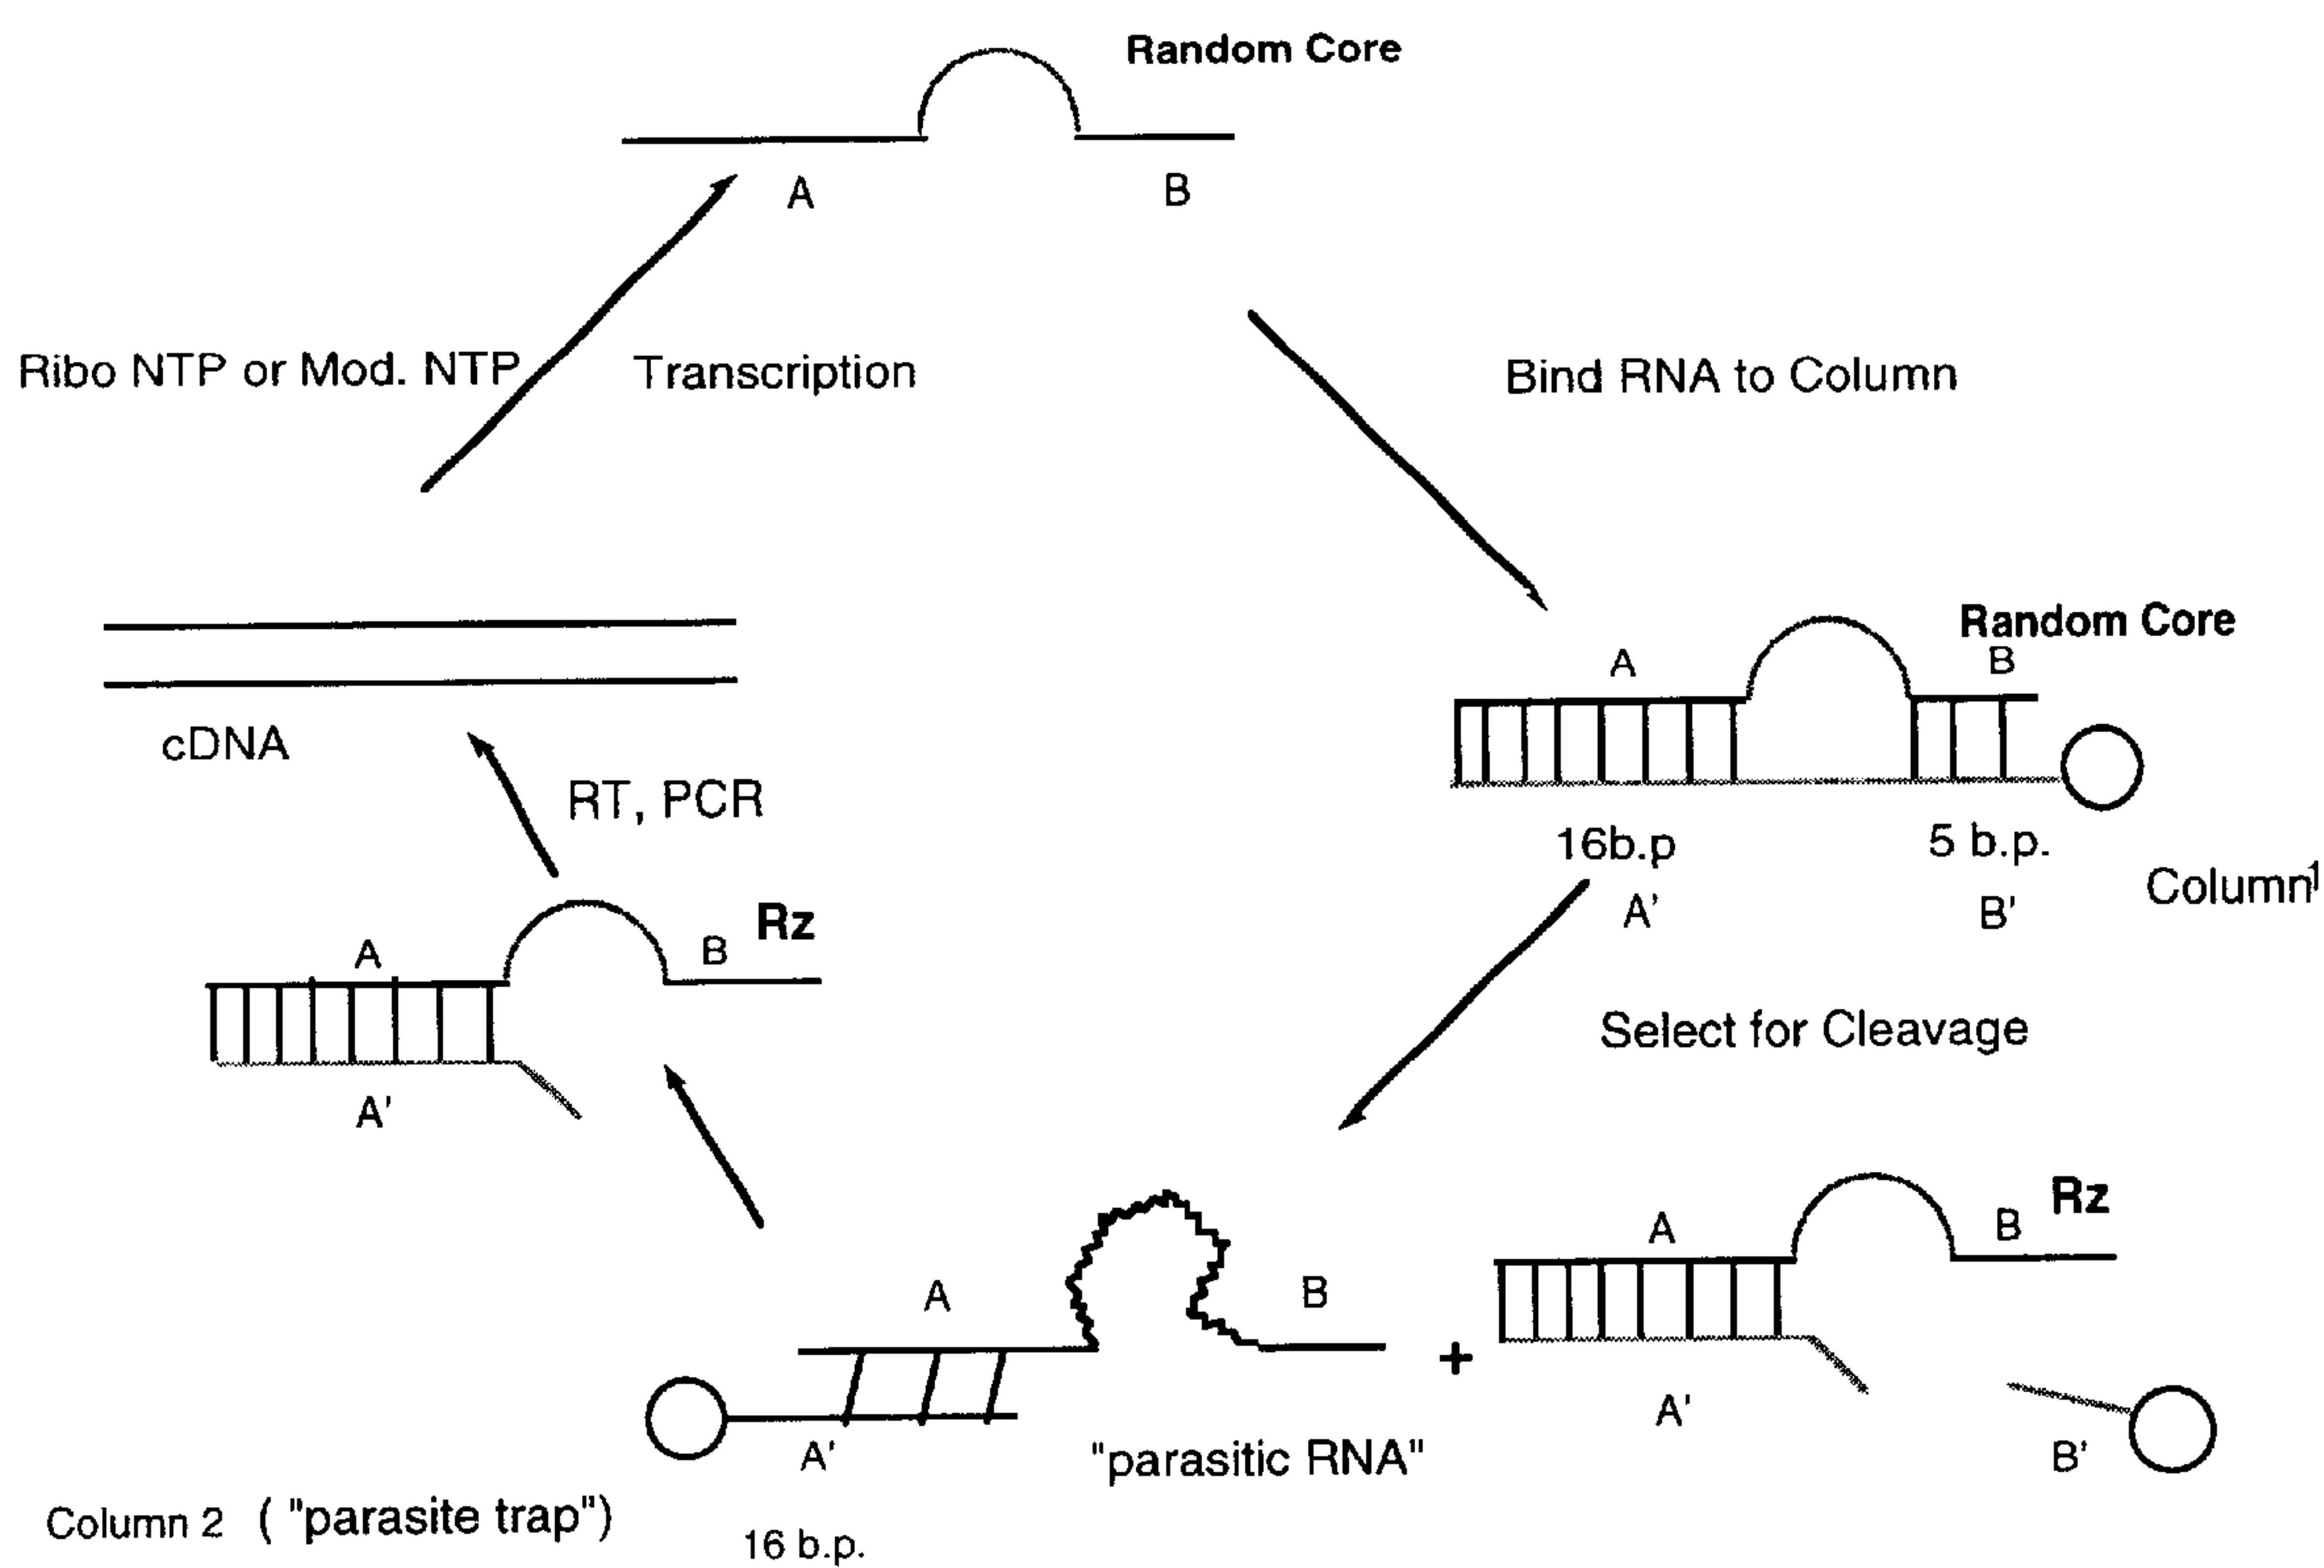 Random Core
A
B
Ribo NTP or Mod. NTP
Transcription
Bind RNA to Column
Random Core
A
B
cDNA
RT, PCR
16b.p
5 b.p.
Column1
A'
B'
Rz
A
B
Select for Cleavage
A'
Rz
A
B
A
B
+
A'
A'
"parasitic RNA"
B'
Column 2 ( "parasite trap")
16 b.p.